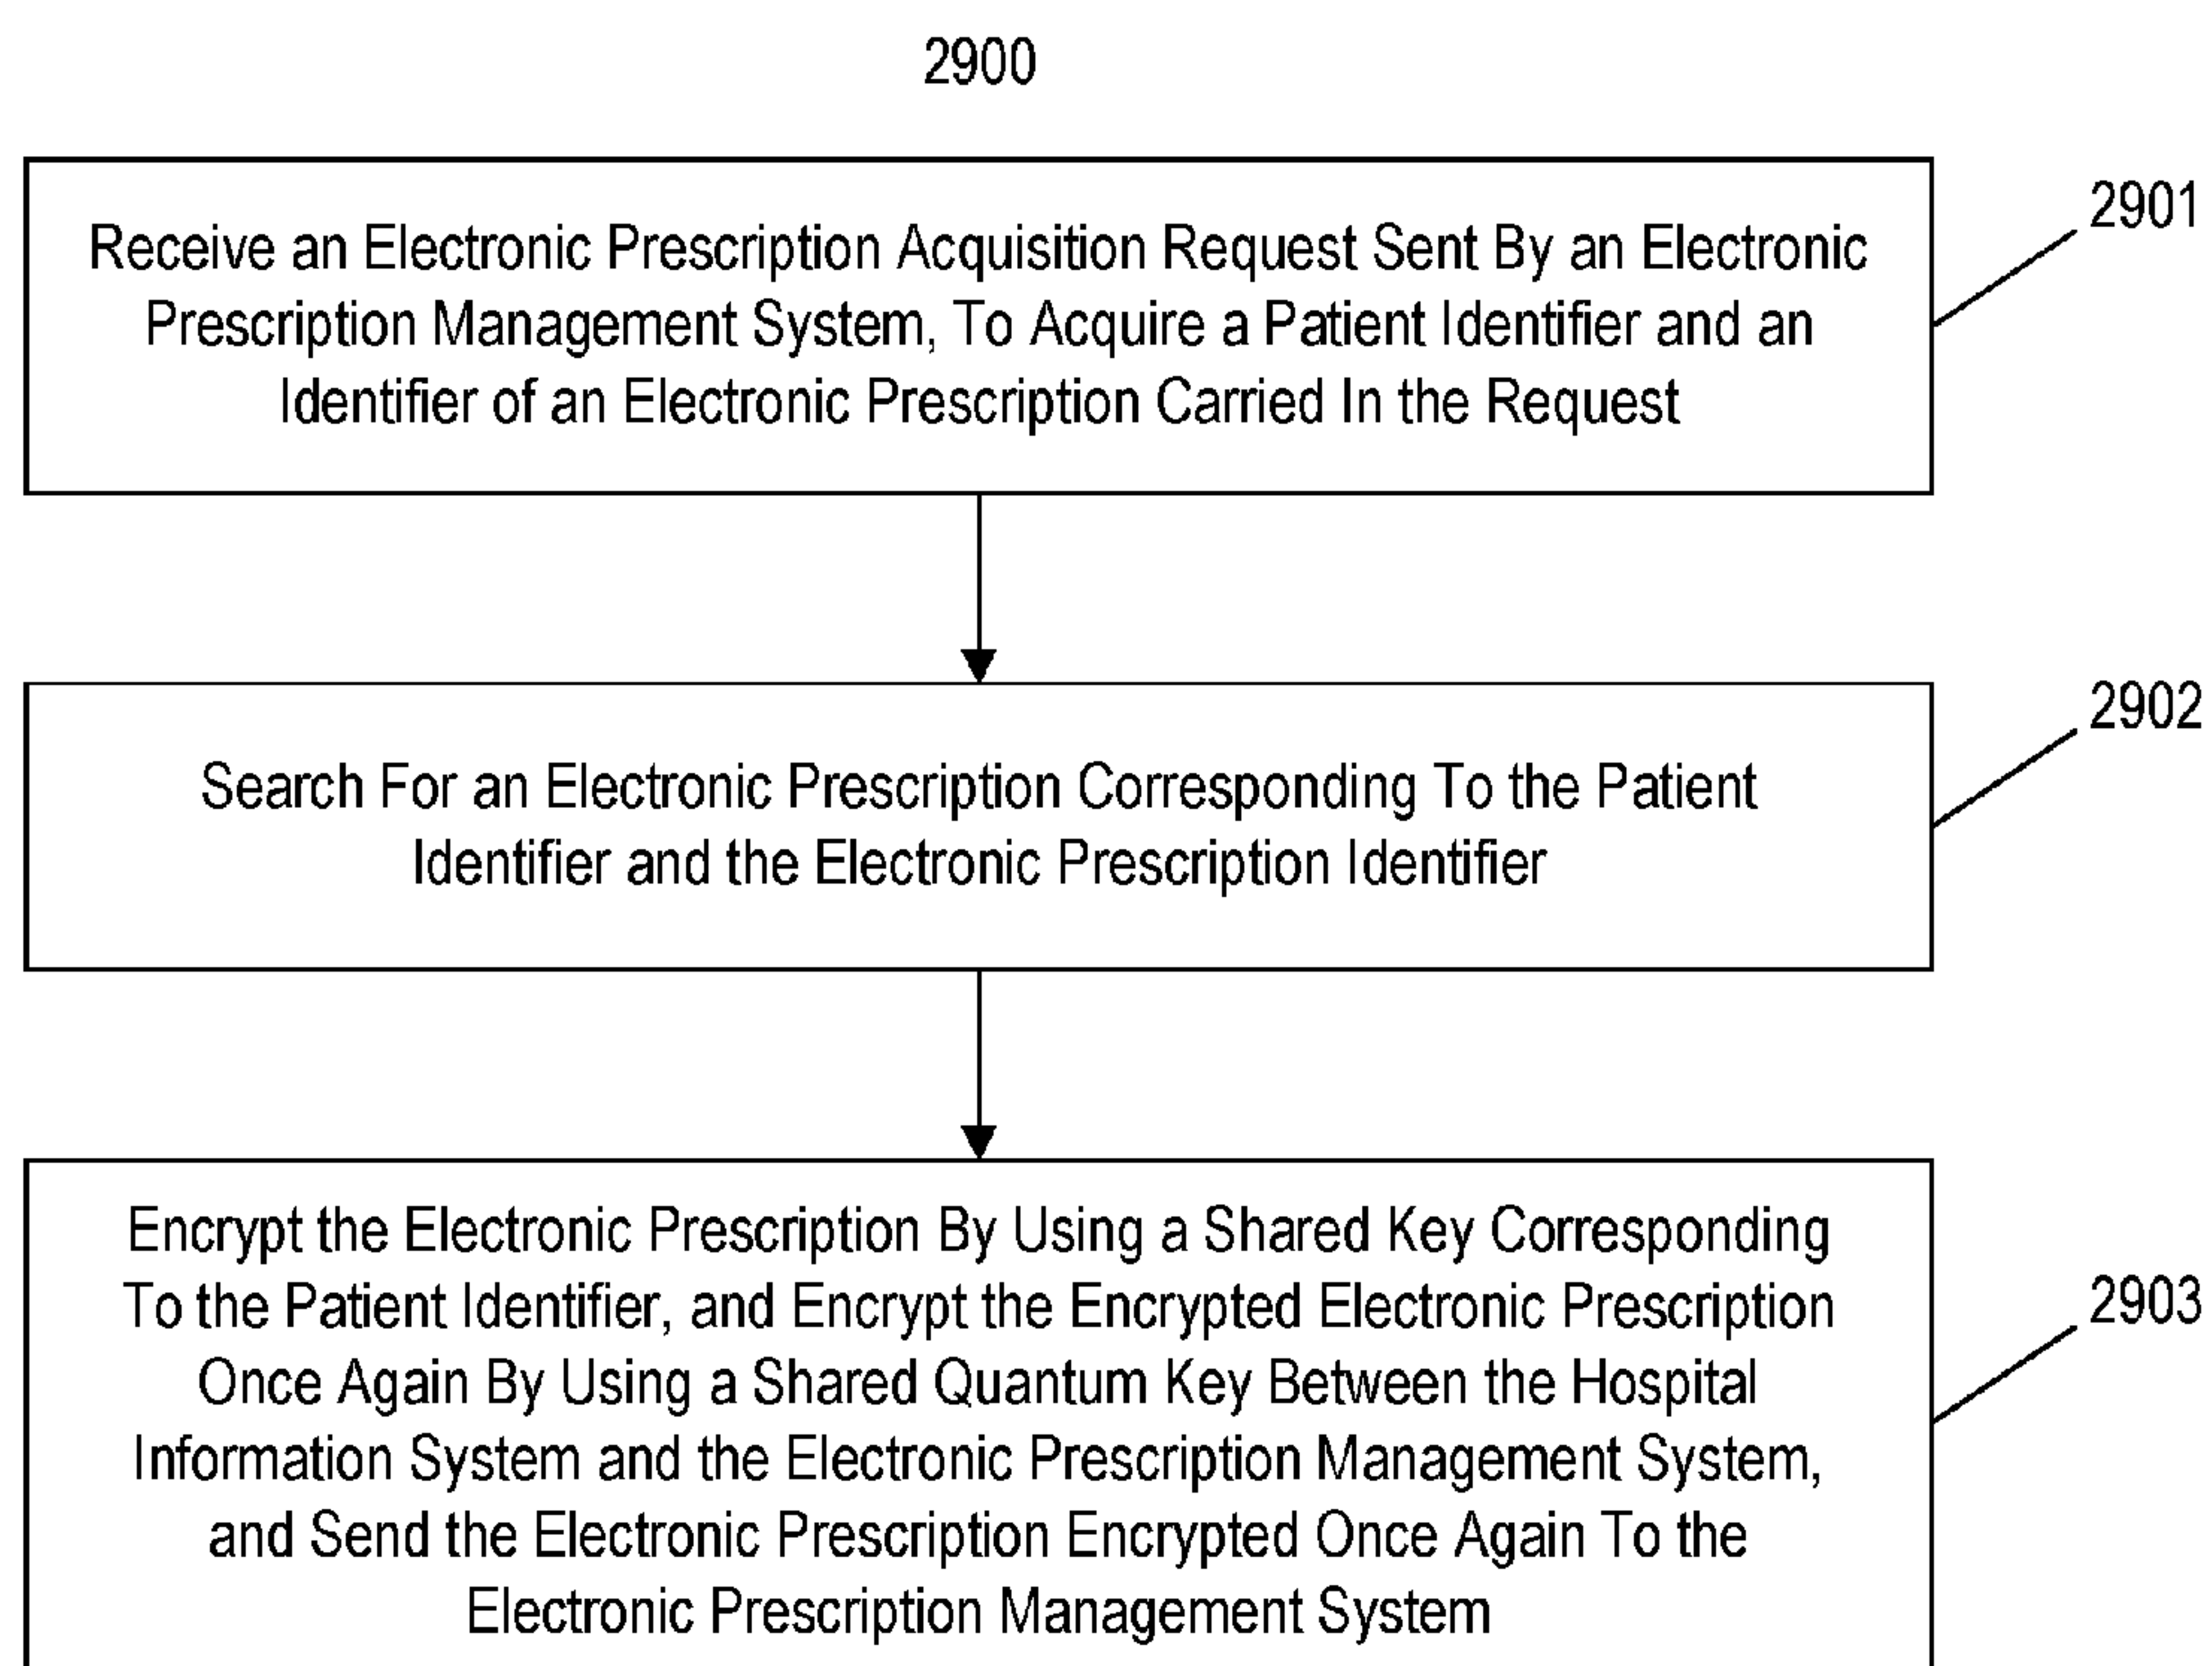 2900
Receive an Electronic Prescription Acquisition Request Sent By an Electronic
Prescription Management System, To Acquire a Patient Identifier and an
Identifier of an Electronic Prescription Carried In the Request
2901
Search For an Electronic Prescription Corresponding To the Patient
Identifier and the Electronic Prescription Identifier
2902
Encrypt the Electronic Prescription By Using a Shared Key Corresponding
To the Patient Identifier, and Encrypt the Encrypted Electronic Prescription
Once Again By Using a Shared Quantum Key Between the Hospital
Information System and the Electronic Prescription Management System,
and Send the Electronic Prescription Encrypted Once Again To the
Electronic Prescription Management System
2903